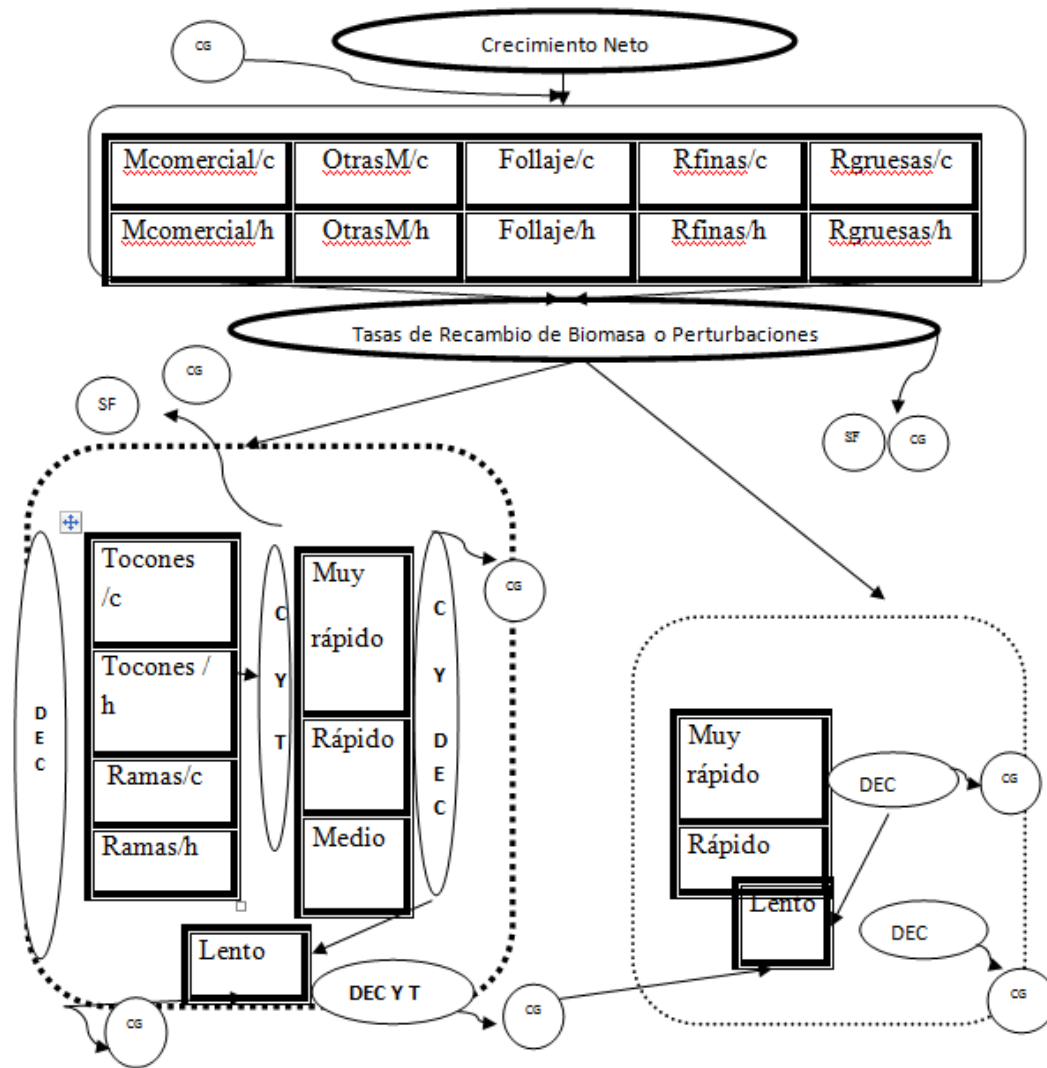 CG
Crecimiento Neto
Mcomercial/c OtrasM/c Follaje/c Rfinas/c Rgruesas/c
Mcomercial/h OtrasM/h Follaje/h Rfinas/h Rgruesas/h
Tasas de Recambio de Biomasa o Perturbaciones
SF
CG
SF
CG
DEC
Tocones
/c
Tocones /
h
Ramas/c
Ramas/h
C Y T
Muy
rápido
Rápido
Medio
C Y DEC
CG
Lento
DEC Y T
CG
CG
Muy
rápido
Rápido
Lento
DEC
CG
DEC
CG